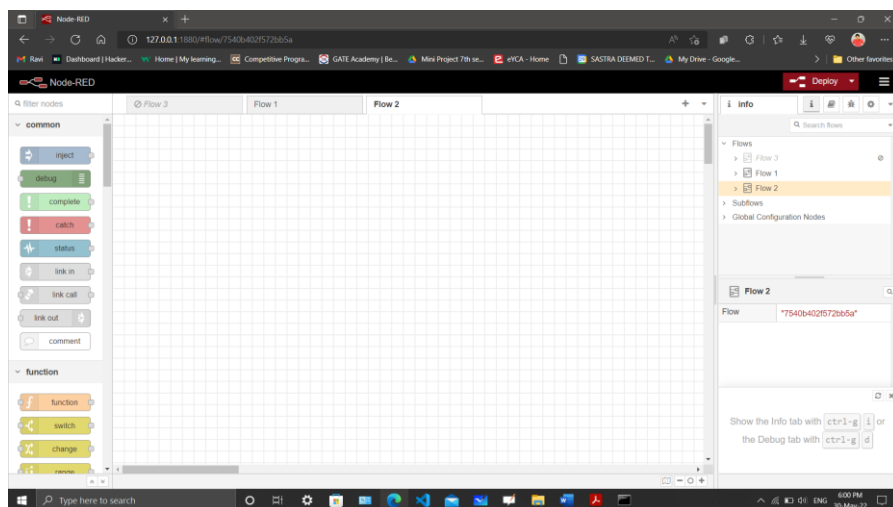 Node-RED
127.0.0.1:1880/#flow/7540b402f572bb5a
Ravi
Dashboard | Hacker...
Home | My learning...
Competitive Progra...
GATE Academy | Be...
Mini Project 7th se...
eYCA - Home
SASTRA DEEMED T...
My Drive - Google...
Other favorites
Node-RED
Deploy
filter nodes
Flow 3
Flow 1
Flow 2
info
Search flows
common
inject
debug
complete
catch
status
link in
link call
link out
comment
function
function
switch
change
range
Flows
Flow 3
Flow 1
Flow 2
Subflows
Global Configuration Nodes
Flow 2
Flow
"7540b402f572bb5a"
Show the Info tab with ctrl-g i or
the Debug tab with ctrl-g d
Type here to search
ENG
6:00 PM
30-May-22